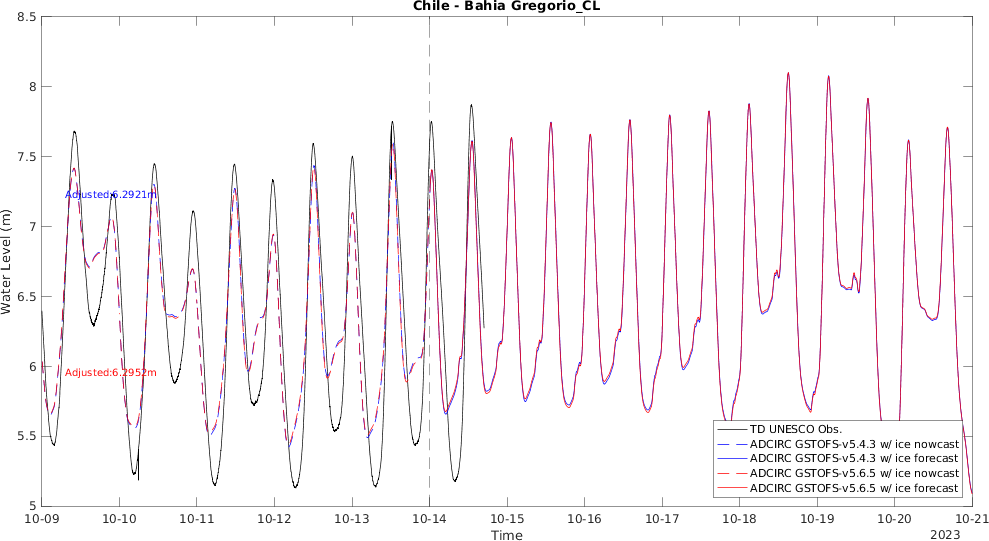 Chile - Bahia Gregorio_CL
8.5
8
7.5
7
6.5
6
5.5
5
Water Level (m)
Adjusted:6.2921m
Adjusted:6.2952m
TD UNESCO Obs.
ADCIRC GSTOFS-v5.4.3 w/ ice nowcast
ADCIRC GSTOFS-v5.4.3 w/ ice forecast
ADCIRC GSTOFS-v5.6.5 w/ ice nowcast
ADCIRC GSTOFS-v5.6.5 w/ ice forecast
10-09 10-10 10-11 10-12 10-13 10-14 10-15 10-16 10-17 10-18 10-19 10-20 10-21
Time
2023